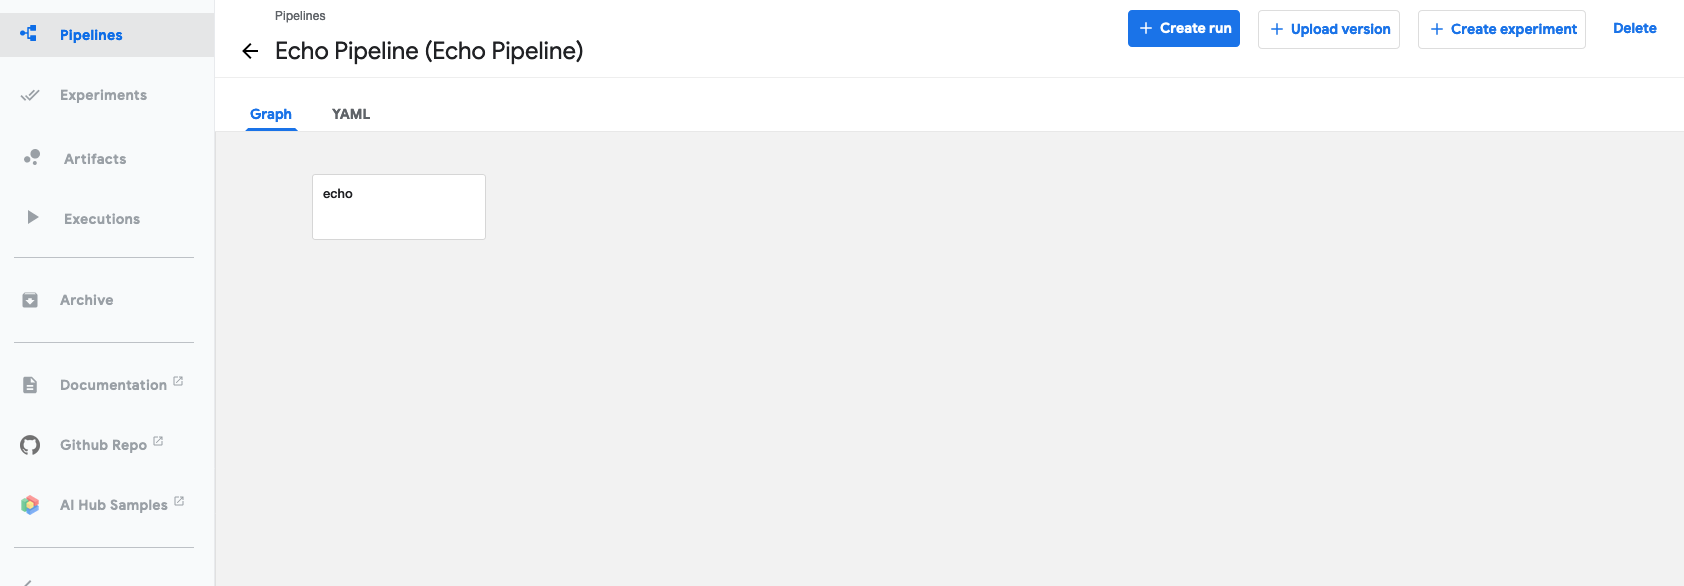 Pipelines
Experiments
Artifacts
Executions
Archive
Documentation
Github Repo
AI Hub Samples
Pipelines
Echo Pipeline (Echo Pipeline)
+ Create run
+ Upload version
+ Create experiment
Delete
Graph
YAML
echo